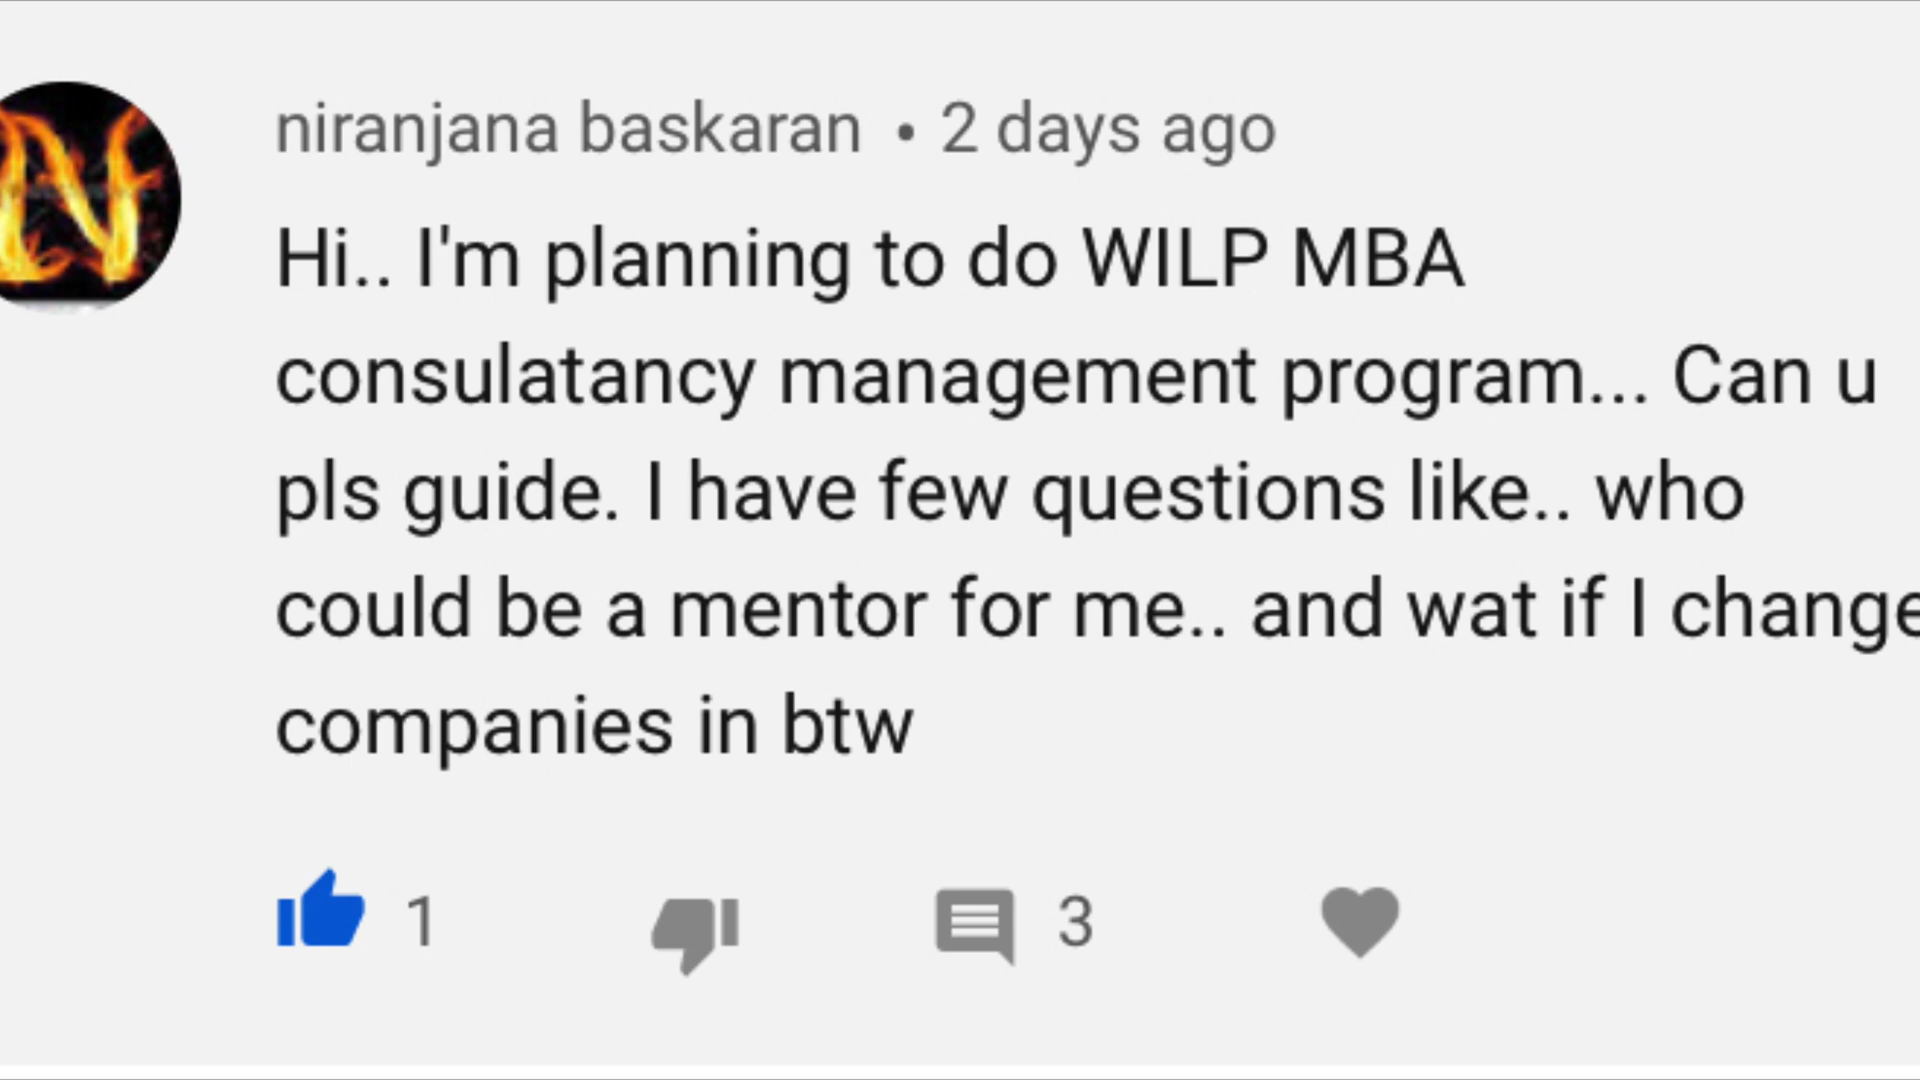 niranjana baskaran • 2 days ago
Hi.. I'm planning to do WILP MBA
consulatancy management program... Can u
pls guide. I have few questions like.. who
could be a mentor for me.. and wat if I change
companies in btw
1 3